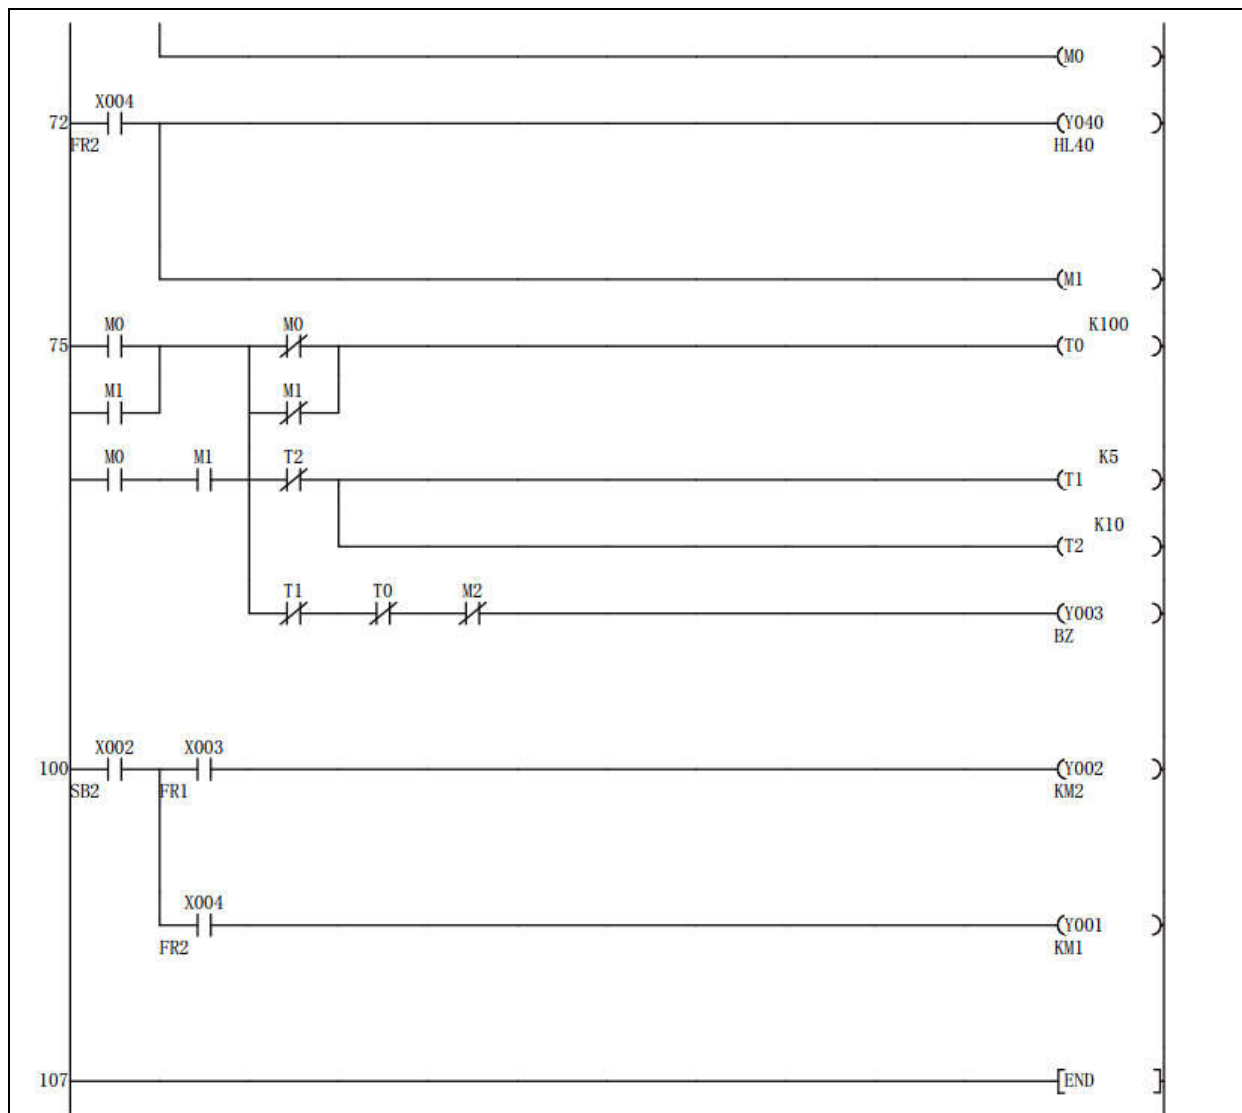 (M0 )
X004
72 (Y040 )
FR2 HL40
(M1 )
M0 M0 K100
75 (T0 )
M1 M1
M0 M1 T2 K5
(T1 )
K10
(T2 )
T1 T0 M2
(Y003 )
BZ
X002 X003
100 (Y002 )
SB2 FR1 KM2
X004
(Y001 )
FR2 KM1
107 [END ]